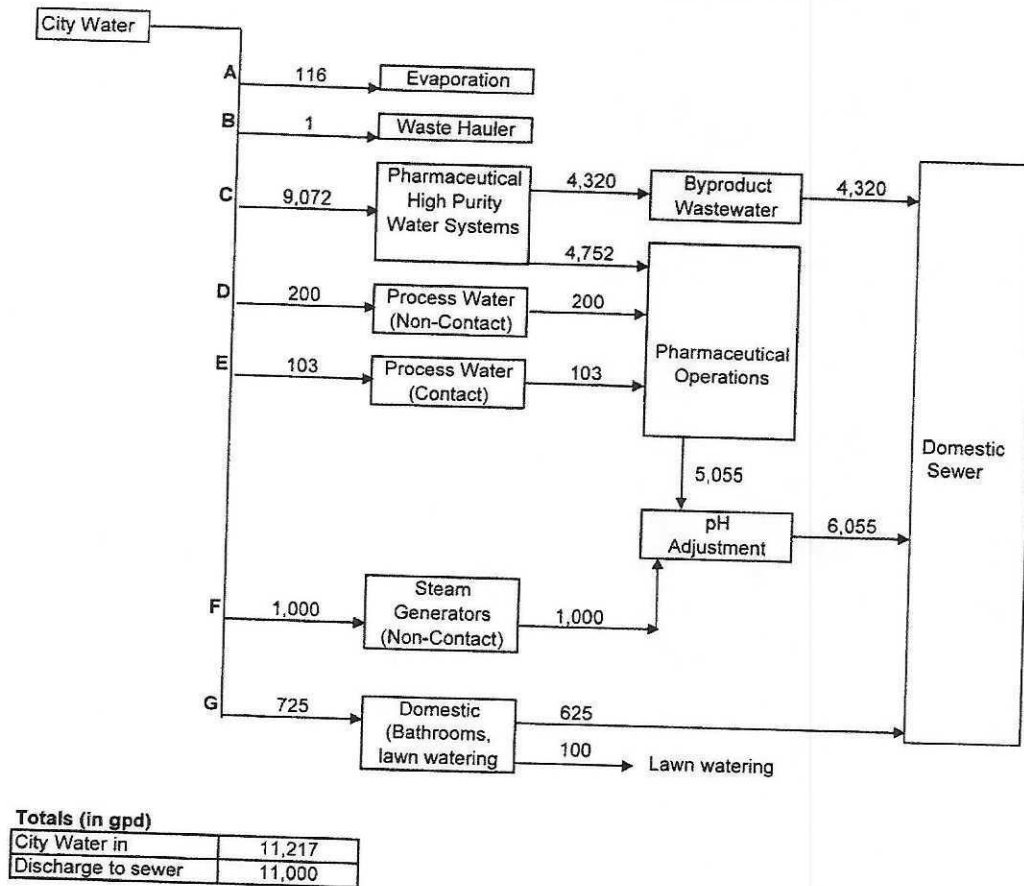 City Water
A 116 Evaporation
B 1 Waste Hauler
C 9,072 Pharmaceutical
High Purity
Water Systems
4,320 Byproduct
Wastewater
4,320
4,752
D 200 Process Water
(Non-Contact)
200
E 103 Process Water
(Contact)
103
Pharmaceutical
Operations
5,055
pH
Adjustment
6,055
Domestic
Sewer
F 1,000 Steam
Generators
(Non-Contact)
1,000
G 725 Domestic
(Bathrooms,
lawn watering
625
100 Lawn watering
Totals (in gpd)
City Water in 11,217
Discharge to sewer 11,000